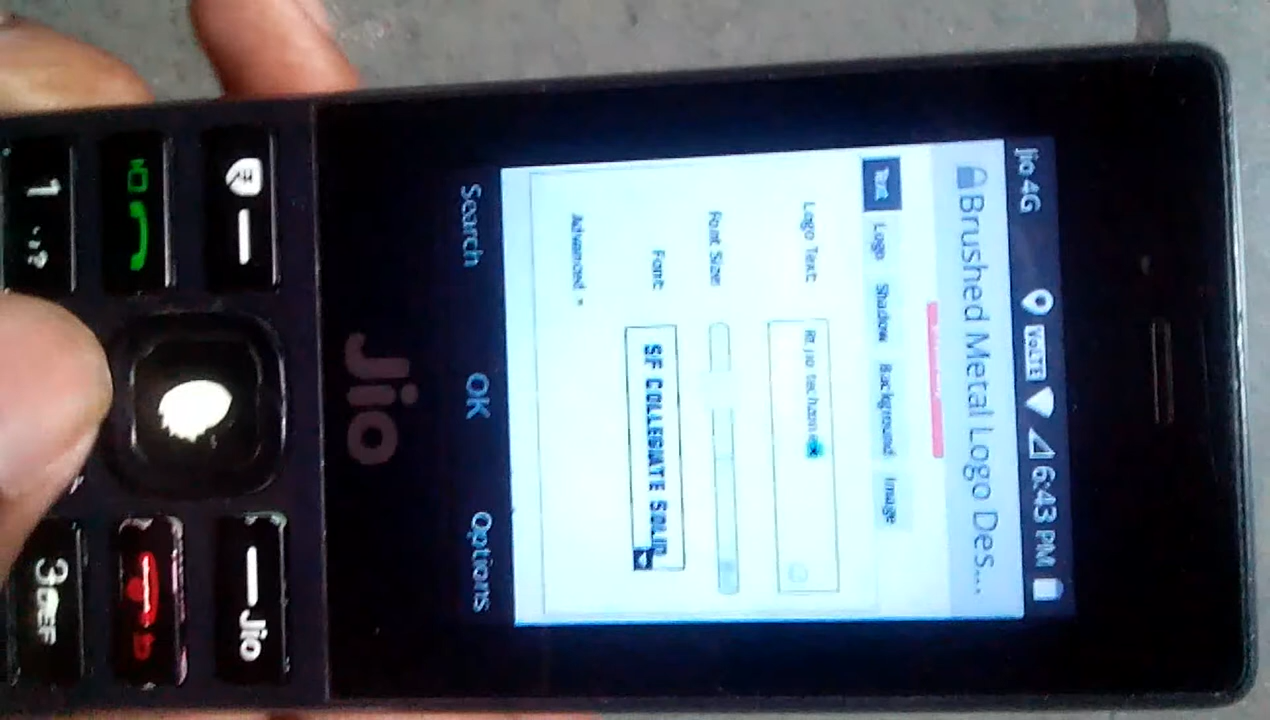 Jio 4G VoLTE 6:43 PM
Brushed Metal Logo Des...
Text Logo Shadow Background Image
Logo Text
Font Size
Font SF COLLEGIATE SOLID
Advanced
Search OK Options
Jio
Jio
1 .,?
3DEF